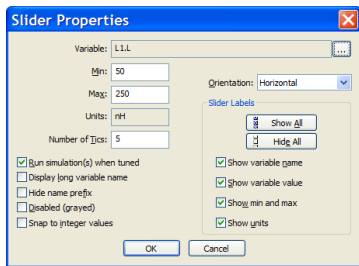 Slider Properties
Variable: L1.L ...
Min: 50
Max: 250
Units: nH
Number of Tics: 5
Orientation: Horizontal
Slider Labels
Show All
Hide All
Run simulation(s) when tuned
Display long variable name
Hide name prefix
Disabled (grayed)
Snap to integer values
Show variable name
Show variable value
Show min and max
Show units
OK Cancel